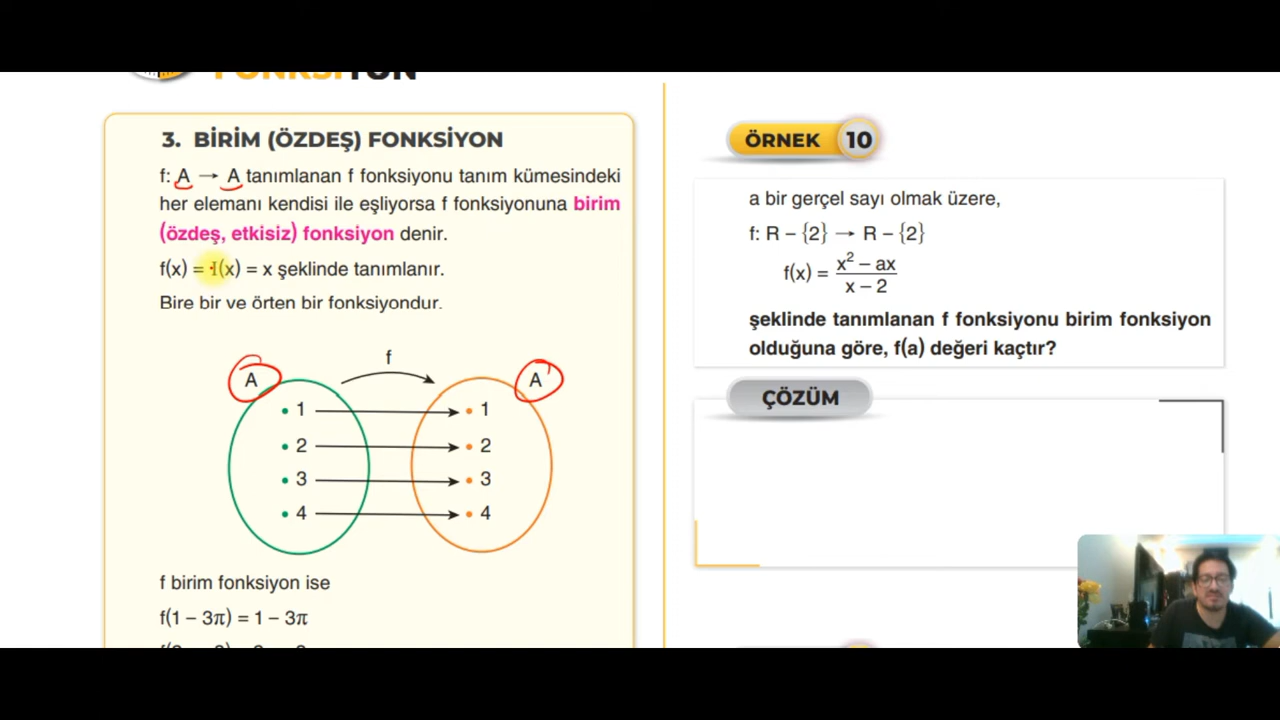 FONKSİYON
3. BİRİM (ÖZDEŞ) FONKSİYON
f: A → A tanımlanan f fonksiyonu tanım kümesindeki
her elemanı kendisi ile eşliyorsa f fonksiyonuna birim
(özdeş, etkisiz) fonksiyon denir.
f(x) = I(x) = x şeklinde tanımlanır.
Bire bir ve örten bir fonksiyondur.
f
A A
1 1
2 2
3 3
4 4
f birim fonksiyon ise
f(1 – 3π) = 1 – 3π
ÖRNEK 10
a bir gerçel sayı olmak üzere,
f: R – {2} → R – {2}
f(x) = (x² – ax)/(x – 2)
şeklinde tanımlanan f fonksiyonu birim fonksiyon
olduğuna göre, f(a) değeri kaçtır?
ÇÖZÜM